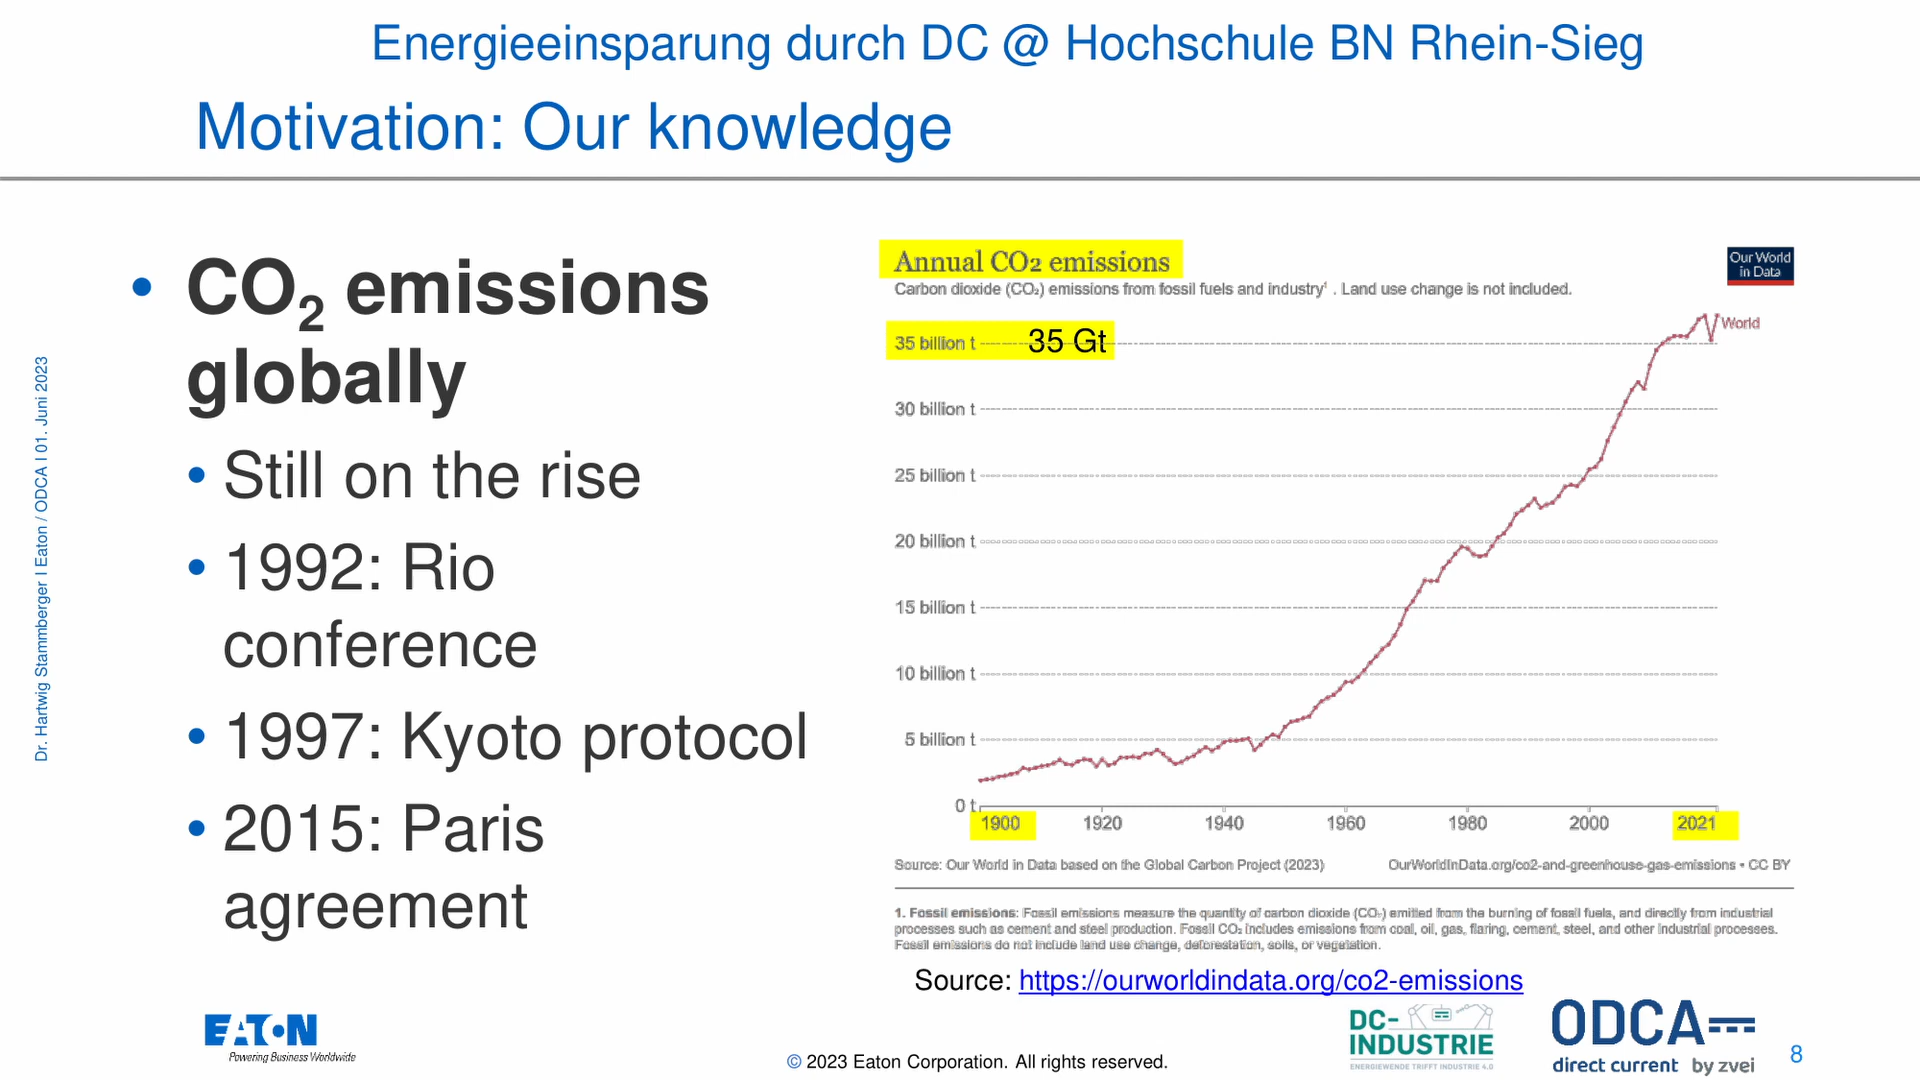 Energieeinsparung durch DC @ Hochschule BN Rhein-Sieg
Motivation: Our knowledge
Dr. Hartwig Stammberger I Eaton / ODCA I 01. Juni 2023
• CO₂ emissions
globally
• Still on the rise
• 1992: Rio
conference
• 1997: Kyoto protocol
• 2015: Paris
agreement
Annual CO₂ emissions
Our World
in Data
Carbon dioxide (CO₂) emissions from fossil fuels and industry¹ . Land use change is not included.
World
35 billion t 35 Gt
30 billion t
25 billion t
20 billion t
15 billion t
10 billion t
5 billion t
0 t
1900 1920 1940 1960 1980 2000 2021
Source: Our World in Data based on the Global Carbon Project (2023) OurWorldInData.org/co2-and-greenhouse-gas-emissions • CC BY
1. Fossil emissions: Fossil emissions measure the quantity of carbon dioxide (CO₂) emitted from the burning of fossil fuels, and directly from industrial
processes such as cement and steel production. Fossil CO₂ includes emissions from coal, oil, gas, flaring, cement, steel, and other industrial processes.
Fossil emissions do not include land use change, deforestation, soils, or vegetation.
Source: https://ourworldindata.org/co2-emissions
EATON
Powering Business Worldwide
© 2023 Eaton Corporation. All rights reserved.
DC-
INDUSTRIE
ENERGIEWENDE TRIFFT INDUSTRIE 4.0
ODCA
direct current by zvei
8